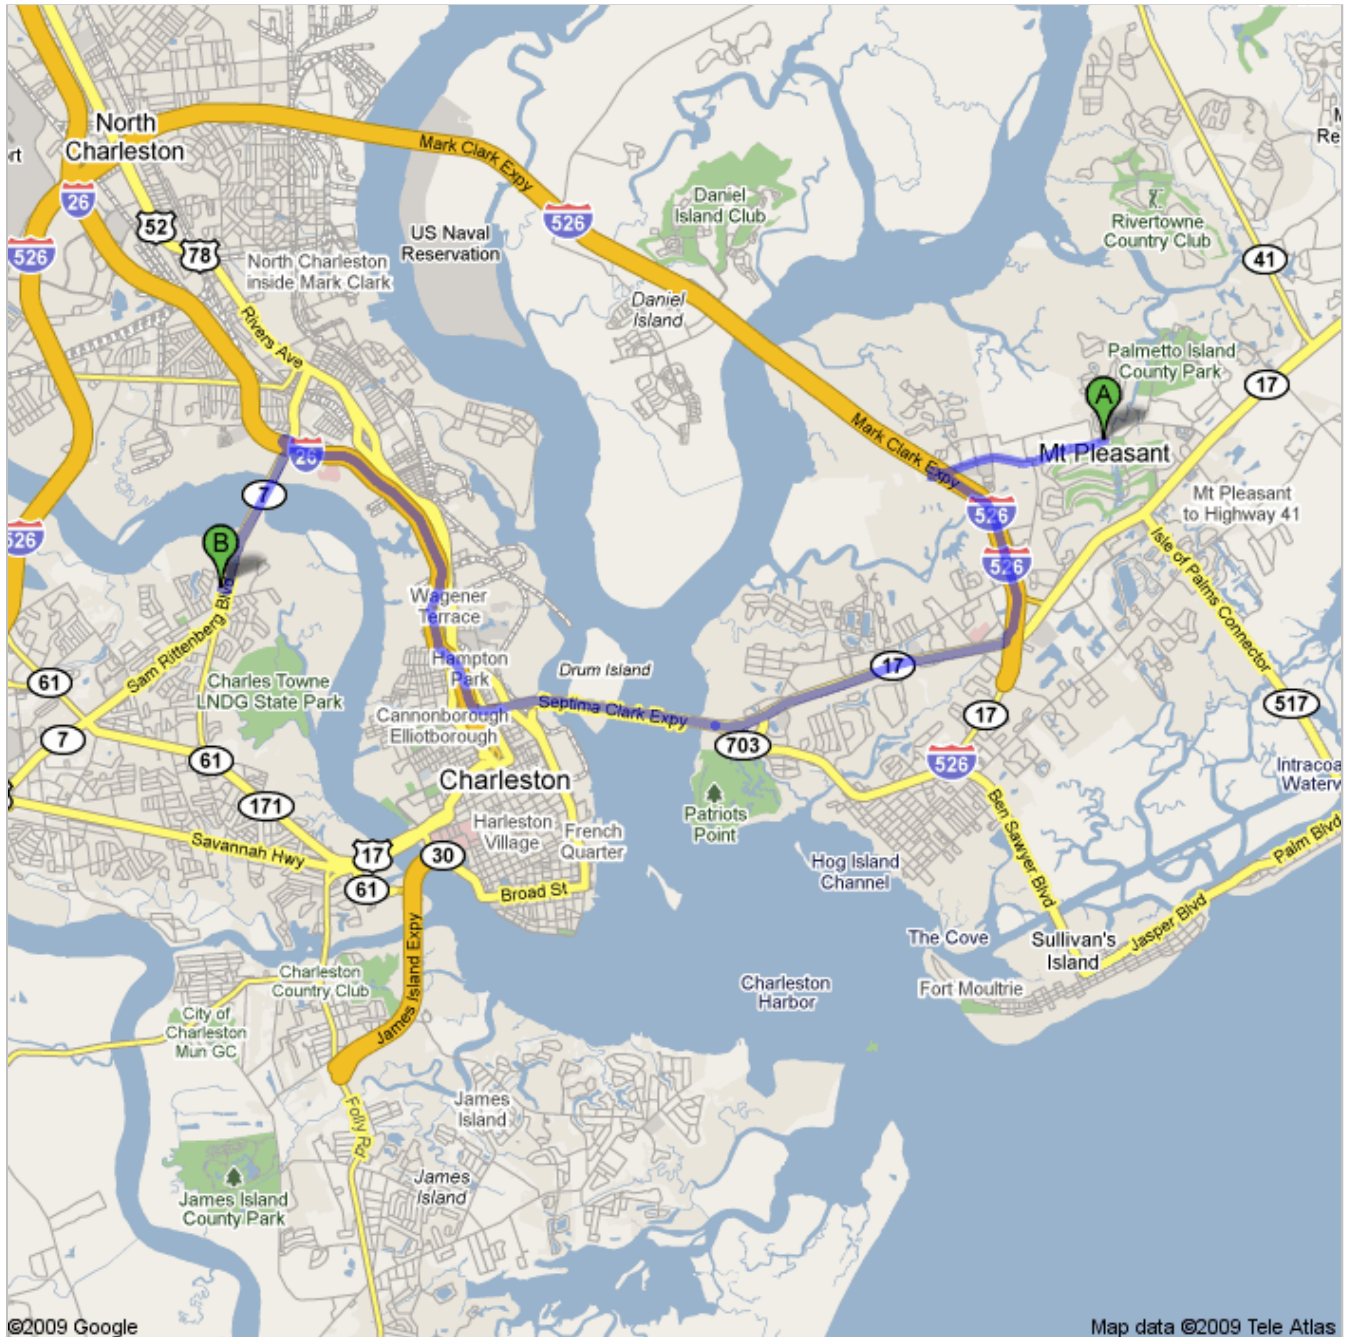 North
Charleston
rt
26
52
78
526
North Charleston
inside Mark Clark
Rivers Ave
Mark Clark Expy
526
US Naval
Reservation
Daniel
Island Club
Daniel
Island
Rivertowne
Country Club
Re
41
Palmetto Island
County Park
17
A
Mt Pleasant
Mark Clark Expy
526
526
Mt Pleasant
to Highway 41
Isle of Palms Connector
517
Intracoa
Waterw
26
7
B
526
Wagener
Terrace
Hampton
Park
Drum Island
Septima Clark Expy
17
703
17
526
Sam Rittenberg Blvd
61
7
Charles Towne
LNDG State Park
61
171
Cannonborough
Elliotborough
Charleston
Harleston
Village
French
Quarter
Patriots
Point
Hog Island
Channel
Ben Sawyer Blvd
Palm Blvd
Jasper Blvd
Savannah Hwy
17
30
61
Broad St
James Island Expy
The Cove
Sullivan's
Island
Fort Moultrie
Charleston
Harbor
Charleston
Country Club
City of
Charleston
Mun GC
Folly Rd
James
Island
James
Island
James Island
County Park
©2009 Google
Map data ©2009 Tele Atlas